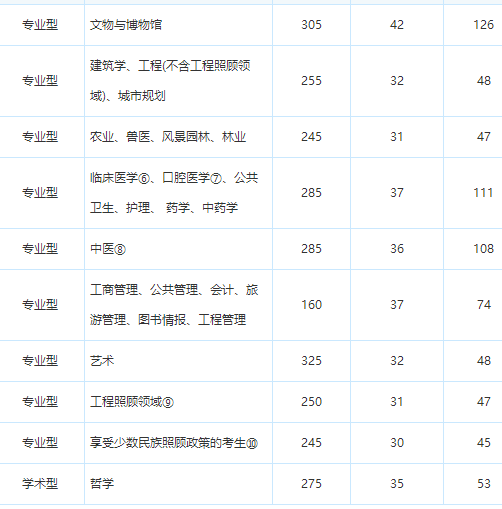 专业型 文物与博物馆 305 42 126
建筑学、工程(不含工程照顾领
专业型 255 32 48
域)、城市规划
专业型 农业、兽医、风景园林、林业 245 31 47
临床医学⑥、口腔医学⑦、公共
专业型 285 37 111
卫生、护理、 药学、中药学
专业型 中医⑧ 285 36 108
工商管理、公共管理、会计、旅
专业型 160 37 74
游管理、图书情报、工程管理
专业型 艺术 325 32 48
专业型 工程照顾领域⑨ 250 31 47
专业型 享受少数民族照顾政策的考生⑩ 245 30 45
学术型 哲学 275 35 53